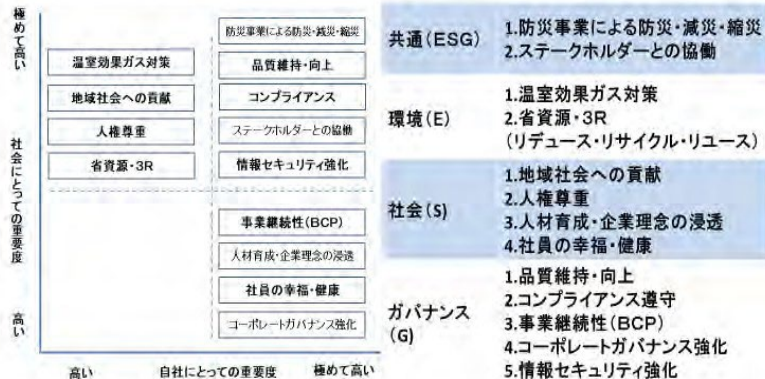 極めて高い
社会にとっての重要度
高い
防災事業による防災・減災・縮災
温室効果ガス対策
品質維持・向上
地域社会への貢献
コンプライアンス
人権尊重
ステークホルダーとの協働
省資源・3R
情報セキュリティ強化
事業継続性(BCP)
人材育成・企業理念の浸透
社員の幸福・健康
コーポレートガバナンス強化
高い
自社にとっての重要度
極めて高い
共通(ESG)
1.防災事業による防災・減災・縮災
2.ステークホルダーとの協働
環境(E)
1.温室効果ガス対策
2.省資源・3R
(リデュース・リサイクル・リユース)
社会(S)
1.地域社会への貢献
2.人権尊重
3.人材育成・企業理念の浸透
4.社員の幸福・健康
ガバナンス
(G)
1.品質維持・向上
2.コンプライアンス遵守
3.事業継続性(BCP)
4.コーポレートガバナンス強化
5.情報セキュリティ強化